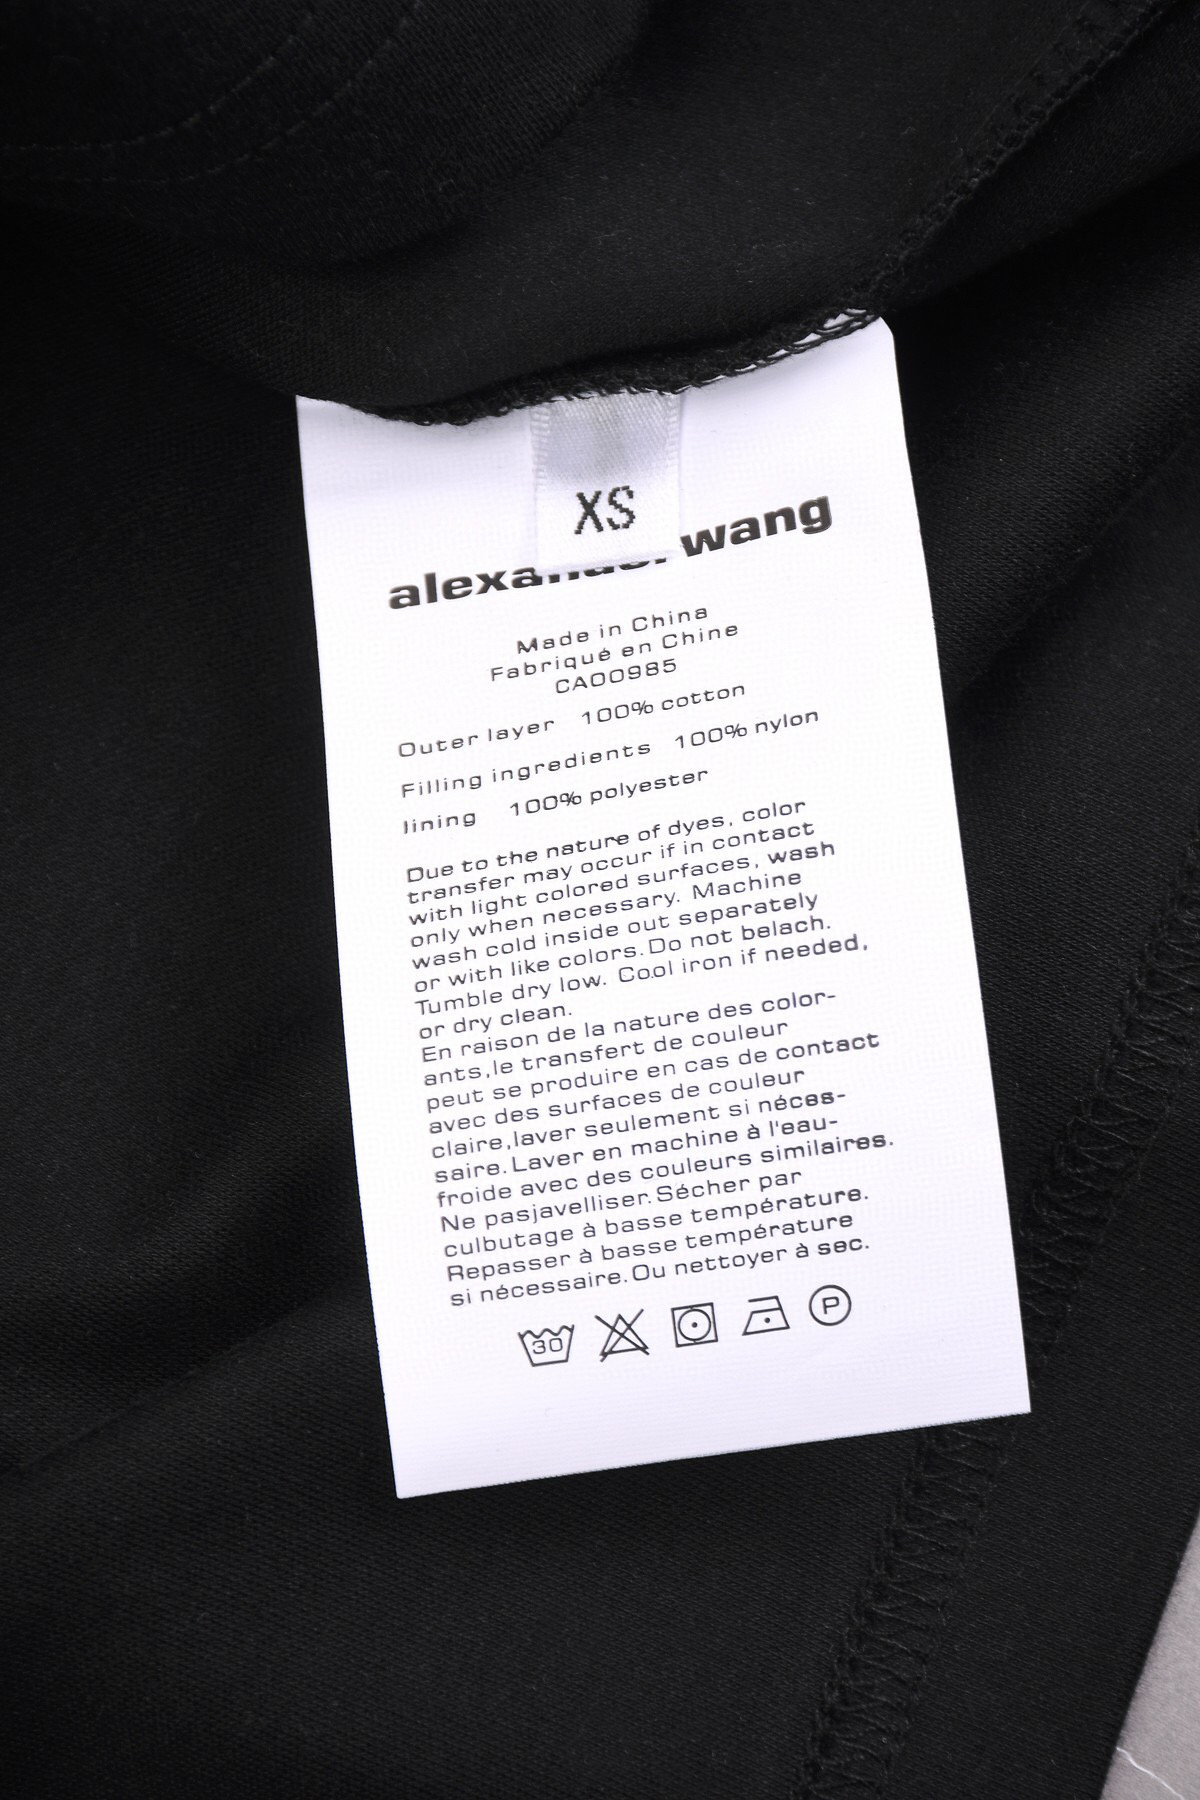 XS
alexander wang
Made in China
Fabriqué en Chine
CA00985
Outer layer 100% cotton
Filling ingredients 100% nylon
lining 100% polyester
Due to the nature of dyes, color
transfer may occur if in contact
with light colored surfaces, wash
only when necessary. Machine
wash cold inside out separately
or with like colors. Do not belach.
Tumble dry low. Cool iron if needed,
or dry clean.
En raison de la nature des color-
ants,le transfert de couleur
peut se produire en cas de contact
avec des surfaces de couleur
claire,laver seulement si néces-
saire. Laver en machine à l'eau-
froide avec des couleurs similaires.
Ne pasjavelliser. Sécher par
culbutage à basse température.
Repasser à basse température
si nécessaire. Ou nettoyer à sec.
30 P